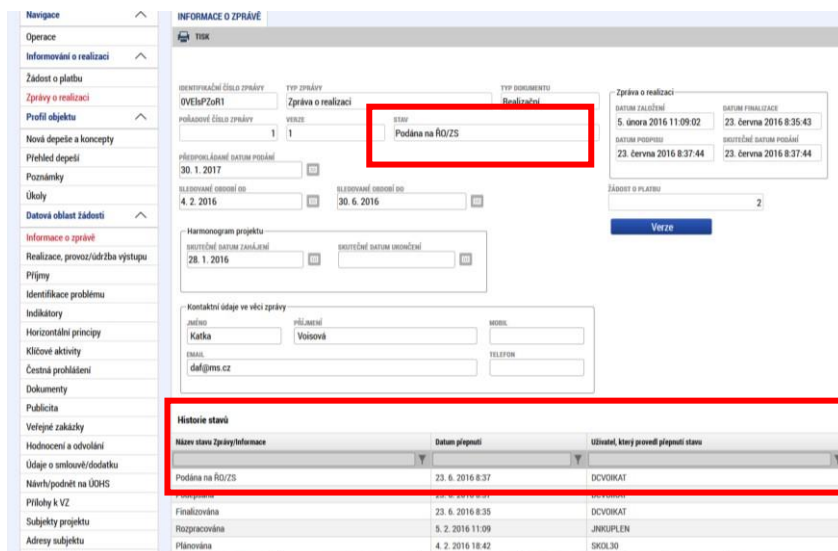 Navigace
Operace
Informování o realizaci
Žádost o platbu
Zprávy o realizaci
Profil objektu
Nová depeše a koncepty
Přehled depeší
Poznámky
Úkoly
Datová oblast žádosti
Informace o zprávě
Realizace, provoz/údržba výstupu
Příjmy
Identifikace problému
Indikátory
Horizontální principy
Klíčové aktivity
Čestná prohlášení
Dokumenty
Publicita
Veřejné zakázky
Hodnocení a odvolání
Údaje o smlouvě/dodatku
Návrh/podnět na ÚOHS
Přílohy k VZ
Subjekty projektu
Adresy subjektu
INFORMACE O ZPRÁVĚ
TISK
IDENTIFIKAČNÍ ČÍSLO ZPRÁVY TYP ZPRÁVY TYP DOKUMENTU
0VElsPZoR1 Zpráva o realizaci Realizační
POŘADOVÉ ČÍSLO ZPRÁVY VERZE STAV
1 1 Podána na ŘO/ZS
PŘEDPOKLÁDANÉ DATUM PODÁNÍ
30. 1. 2017
SLEDOVANÉ OBDOBÍ OD SLEDOVANÉ OBDOBÍ DO
4. 2. 2016 30. 6. 2016
Zpráva o realizaci
DATUM ZALOŽENÍ DATUM FINALIZACE
5. února 2016 11:09:02 23. června 2016 8:35:43
DATUM PODPISU SKUTEČNÉ DATUM PODÁNÍ
23. června 2016 8:37:44 23. června 2016 8:37:44
ŽÁDOST O PLATBU
2
Verze
Harmonogram projektu
SKUTEČNÉ DATUM ZAHÁJENÍ SKUTEČNÉ DATUM UKONČENÍ
28. 1. 2016
Kontaktní údaje ve věci zprávy
JMÉNO PŘÍJMENÍ MOBIL
Katka Voisová
EMAIL TELEFON
daf@ms.cz
Historie stavů
Název stavu Zprávy/Informace Datum přepnutí Uživatel, který provedl přepnutí stavu
Podána na ŘO/ZS 23. 6. 2016 8:37 DCVOIKAT
Finalizována 23. 6. 2016 8:35 DCVOIKAT
Rozpracována 5. 2. 2016 11:09 JNKUPLEN
Plánována 4. 2. 2016 18:42 SKOL30